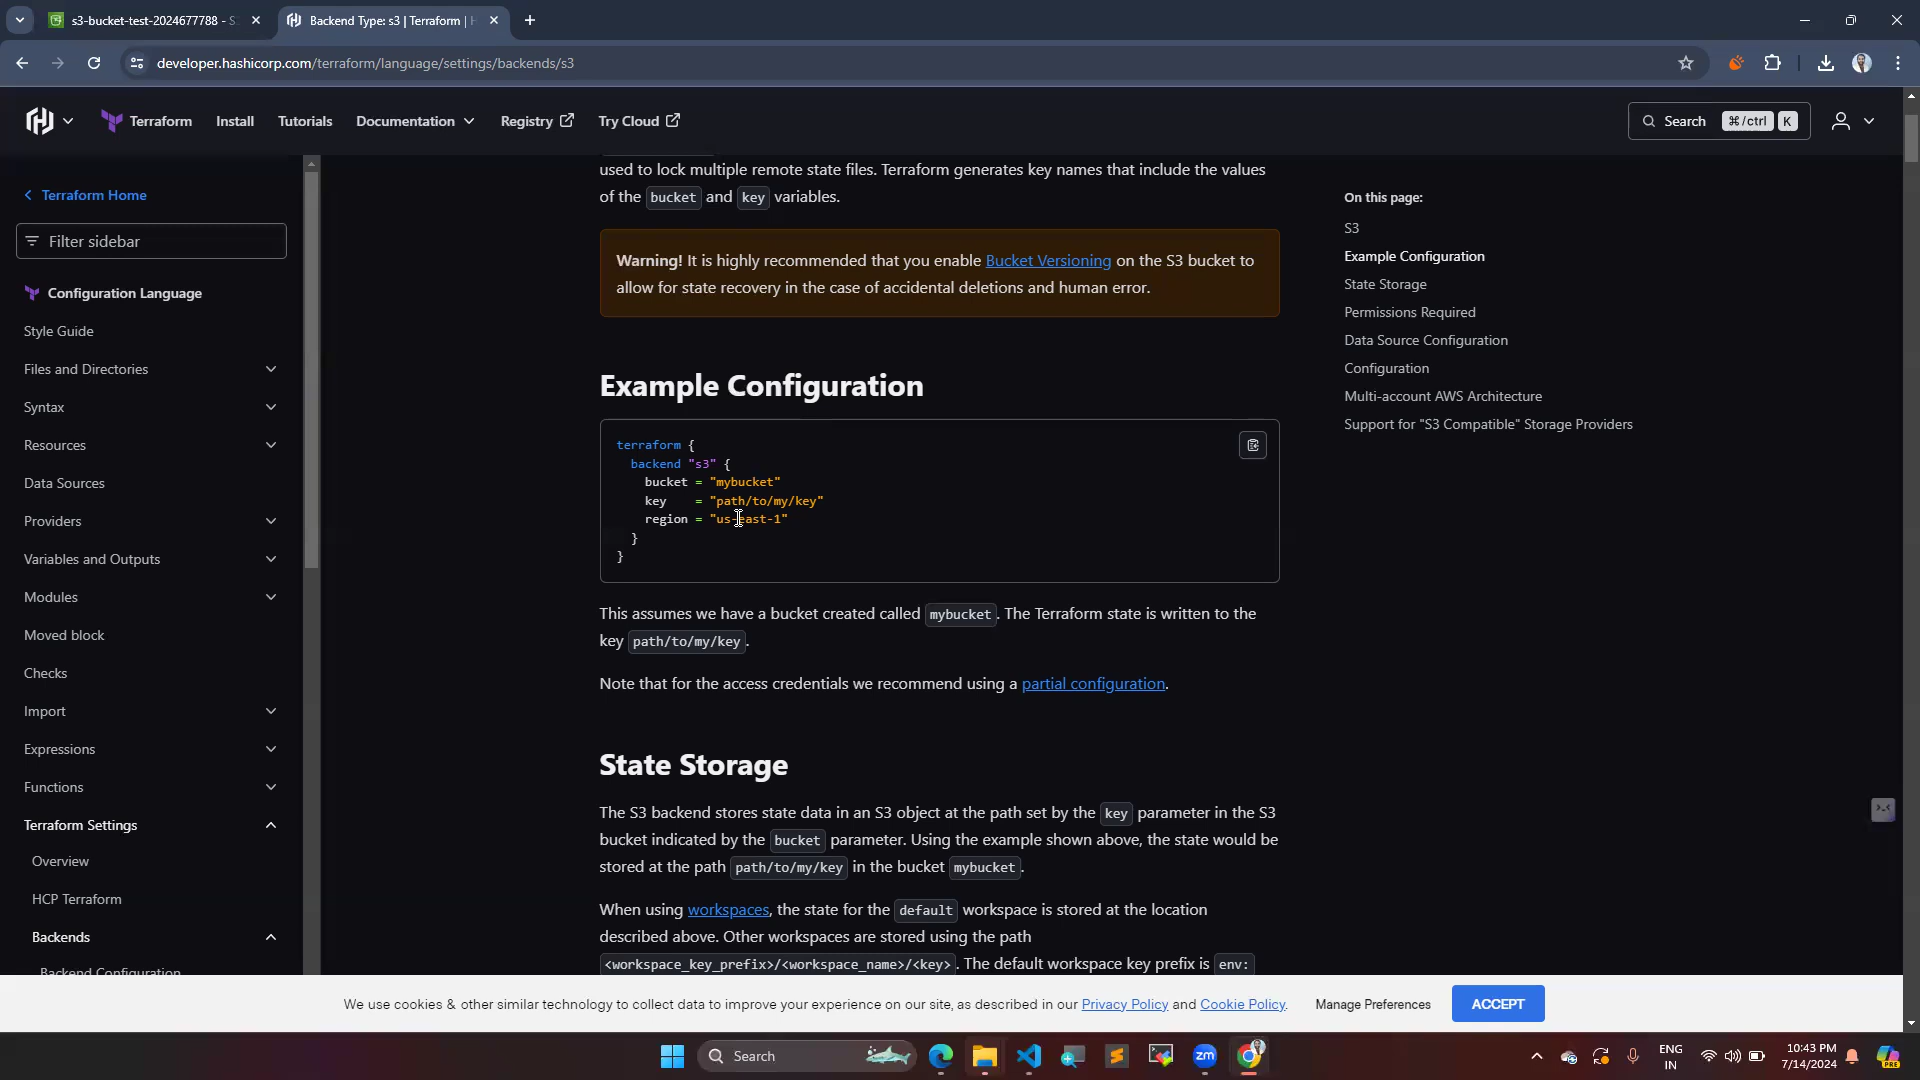 s3-bucket-test-2024677788 - S
Backend Type: s3 | Terraform | H
developer.hashicorp.com/terraform/language/settings/backends/s3
Terraform
Install
Tutorials
Documentation
Registry
Try Cloud
Search
⌘/ctrl
K
Terraform Home
Filter sidebar
Configuration Language
Style Guide
Files and Directories
Syntax
Resources
Data Sources
Providers
Variables and Outputs
Modules
Moved block
Checks
Import
Expressions
Functions
Terraform Settings
Overview
HCP Terraform
Backends
Backend Configuration
used to lock multiple remote state files. Terraform generates key names that include the values
of the bucket and key variables.
Warning! It is highly recommended that you enable Bucket Versioning on the S3 bucket to
allow for state recovery in the case of accidental deletions and human error.
Example Configuration
terraform {
backend "s3" {
bucket = "mybucket"
key = "path/to/my/key"
region = "us-east-1"
}
}
This assumes we have a bucket created called mybucket. The Terraform state is written to the
key path/to/my/key.
Note that for the access credentials we recommend using a partial configuration.
State Storage
The S3 backend stores state data in an S3 object at the path set by the key parameter in the S3
bucket indicated by the bucket parameter. Using the example shown above, the state would be
stored at the path path/to/my/key in the bucket mybucket.
When using workspaces, the state for the default workspace is stored at the location
described above. Other workspaces are stored using the path
<workspace_key_prefix>/<workspace_name>/<key>. The default workspace key prefix is env:
On this page:
S3
Example Configuration
State Storage
Permissions Required
Data Source Configuration
Configuration
Multi-account AWS Architecture
Support for "S3 Compatible" Storage Providers
We use cookies & other similar technology to collect data to improve your experience on our site, as described in our Privacy Policy and Cookie Policy.
Manage Preferences
ACCEPT
Search
zm
ENG
IN
10:43 PM
7/14/2024
PRE